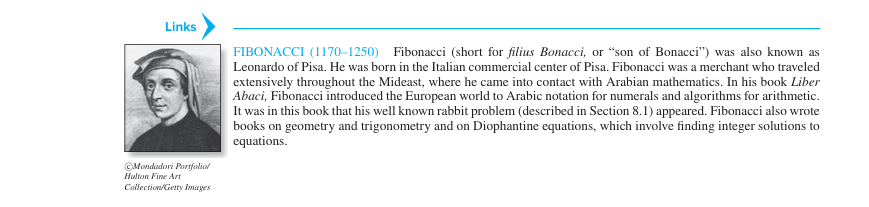 Links
FIBONACCI (1170–1250) Fibonacci (short for filius Bonacci, or “son of Bonacci”) was also known as
Leonardo of Pisa. He was born in the Italian commercial center of Pisa. Fibonacci was a merchant who traveled
extensively throughout the Mideast, where he came into contact with Arabian mathematics. In his book Liber
Abaci, Fibonacci introduced the European world to Arabic notation for numerals and algorithms for arithmetic.
It was in this book that his well known rabbit problem (described in Section 8.1) appeared. Fibonacci also wrote
books on geometry and trigonometry and on Diophantine equations, which involve finding integer solutions to
equations.
©Mondadori Portfolio/
Hulton Fine Art
Collection/Getty Images